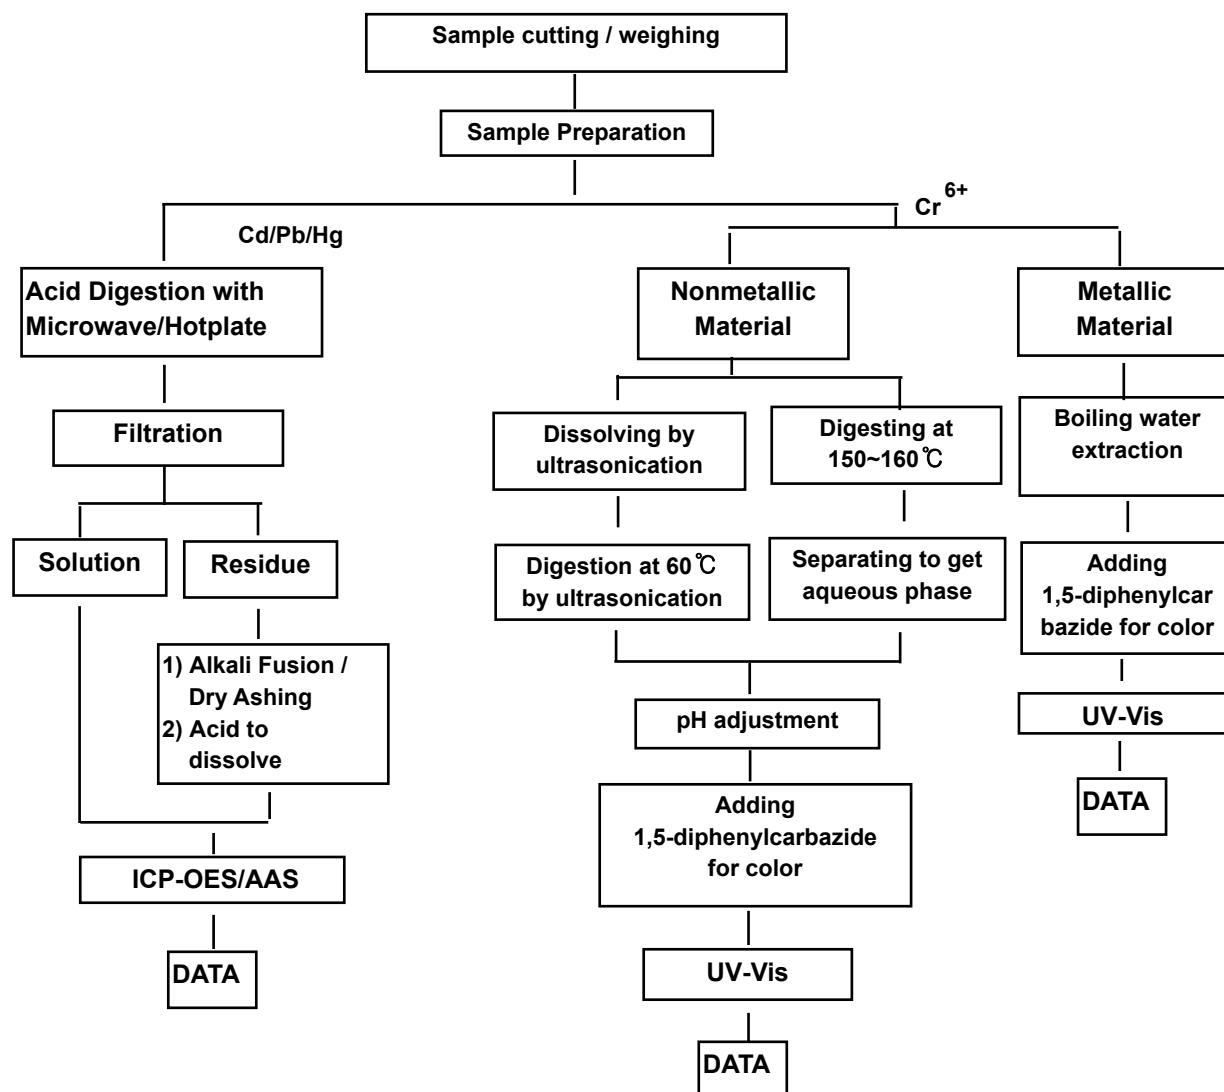 Sample cutting / weighing
Sample Preparation
Cr 6+
Cd/Pb/Hg
Acid Digestion with
Microwave/Hotplate
Nonmetallic
Material
Metallic
Material
Filtration
Dissolving by
ultrasonication
Digesting at
150~160℃
Boiling water
extraction
Solution
Residue
Digestion at 60℃
by ultrasonication
Separating to get
aqueous phase
Adding
1,5-diphenylcar
bazide for color
1) Alkali Fusion /
Dry Ashing
2) Acid to
dissolve
pH adjustment
UV-Vis
DATA
Adding
1,5-diphenylcarbazide
for color
ICP-OES/AAS
UV-Vis
DATA
DATA